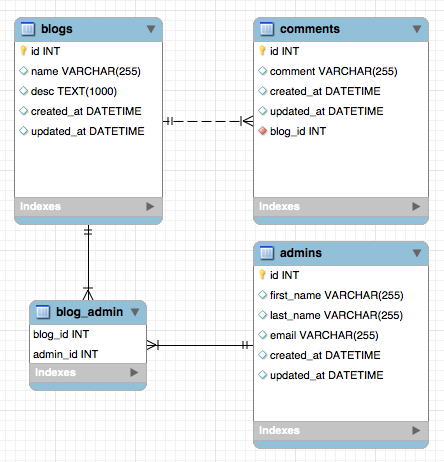 blogs
id INT
name VARCHAR(255)
desc TEXT(1000)
created_at DATETIME
updated_at DATETIME
Indexes
comments
id INT
comment VARCHAR(255)
created_at DATETIME
updated_at DATETIME
blog_id INT
Indexes
blog_admin
blog_id INT
admin_id INT
Indexes
admins
id INT
first_name VARCHAR(255)
last_name VARCHAR(255)
email VARCHAR(255)
created_at DATETIME
updated_at DATETIME
Indexes